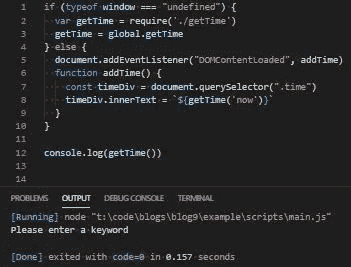 1 if (typeof window === "undefined") {
2 var getTime = require('./getTime')
3 getTime = global.getTime
4 } else {
5 document.addEventListener("DOMContentLoaded", addTime)
6 function addTime() {
7 const timeDiv = document.querySelector(".time")
8 timeDiv.innerText = `${getTime('now')}`
9 }
10 }
11
12 console.log(getTime())
13
14
PROBLEMS OUTPUT DEBUG CONSOLE TERMINAL
[Running] node "t:\code\blogs\blog9\example\scripts\main.js"
Please enter a keyword
[Done] exited with code=0 in 0.157 seconds